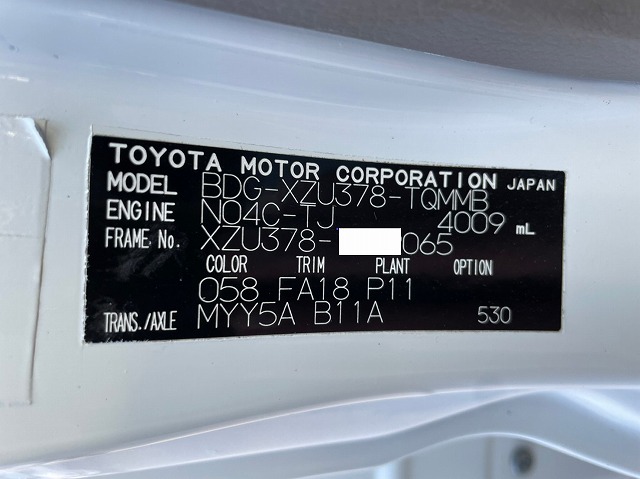 TOYOTA MOTOR CORPORATION JAPAN
MODEL BDG-XZU378-TQMMB
ENGINE N04C-TJ 4009 mL
FRAME No. XZU378- 065
COLOR TRIM PLANT OPTION
058 FA18 P11
TRANS./AXLE MYY5A B11A 530